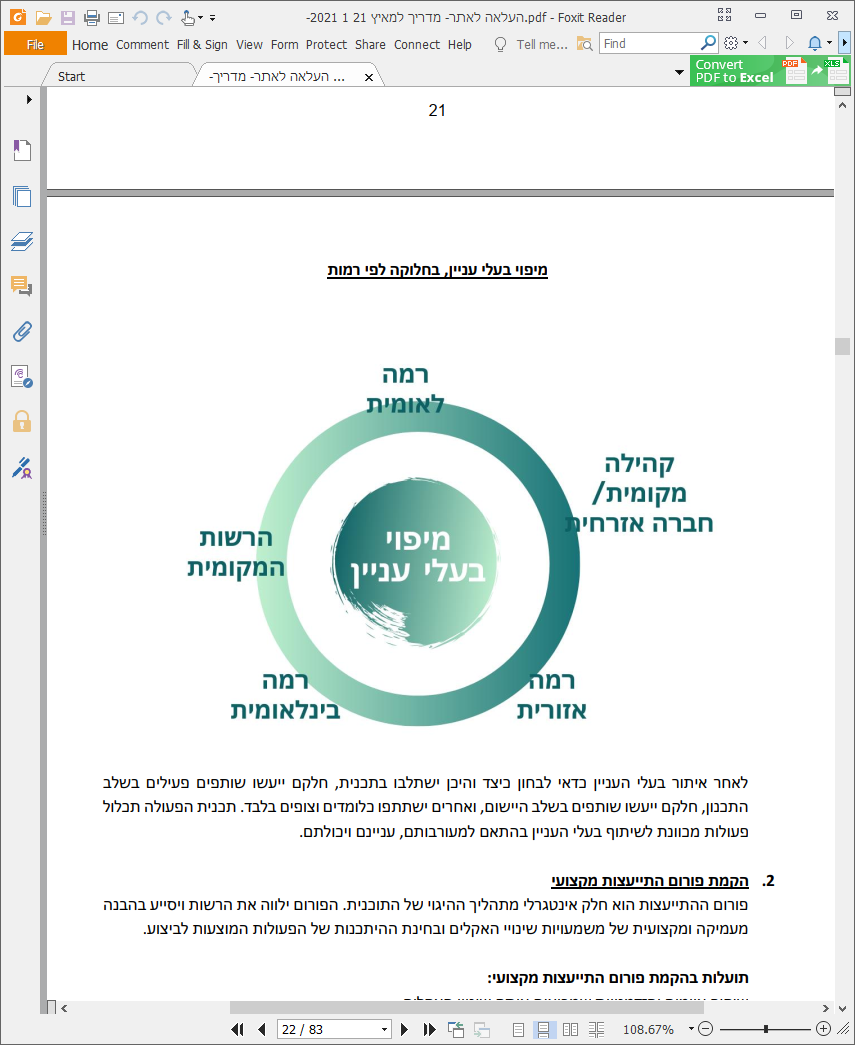 העלאה לאתר- מדריך למאיץ 21 1 2021-.pdf - Foxit Reader
File Home Comment Fill & Sign View Form Protect Share Connect Help Tell me... Find
Start
העלאה לאתר- מדריך- ...
Convert
PDF to Excel
PDF
XLS
21
מיפוי בעלי עניין, בחלוקה לפי רמות
רמה
לאומית
קהילה
מקומית/
חברה אזרחית
הרשות
המקומית
מיפוי
בעלי עניין
רמה
בינלאומית
רמה
אזורית
לאחר איתור בעלי העניין כדאי לבחון כיצד והיכן ישתלבו בתכנית, חלקם ייעשו שותפים פעילים בשלב
התכנון, חלקם ייעשו שותפים בשלב היישום, ואחרים ישתתפו כלומדים וצופים בלבד. תכנית הפעולה תכלול
פעולות מכוונת לשיתוף בעלי העניין בהתאם למעורבותם, עניינם ויכולתם.
2. הקמת פורום התייעצות מקצועי
פורום ההתייעצות הוא חלק אינטגרלי מתהליך ההיגוי של התוכנית. הפורום ילווה את הרשות ויסייע בהבנה
מעמיקה ומקצועית של משמעויות שינויי האקלים ובחינת ההיתכנות של הפעולות המוצעות לביצוע.
תועלות בהקמת פורום התייעצות מקצועי:
22 / 83
108.67%